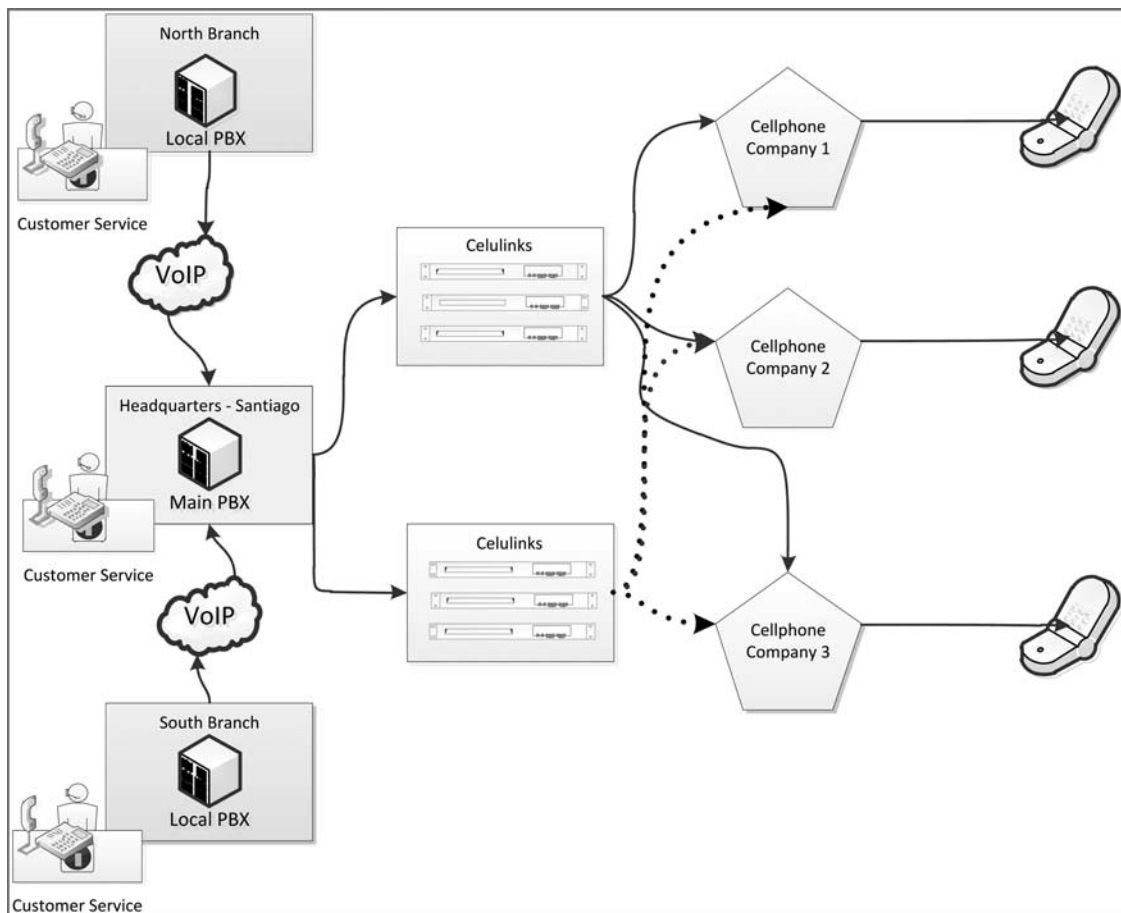 North Branch
Local PBX
Customer Service
VoIP
Headquarters - Santiago
Main PBX
Customer Service
VoIP
South Branch
Local PBX
Customer Service
Celulinks
Celulinks
Cellphone
Company 1
Cellphone
Company 2
Cellphone
Company 3